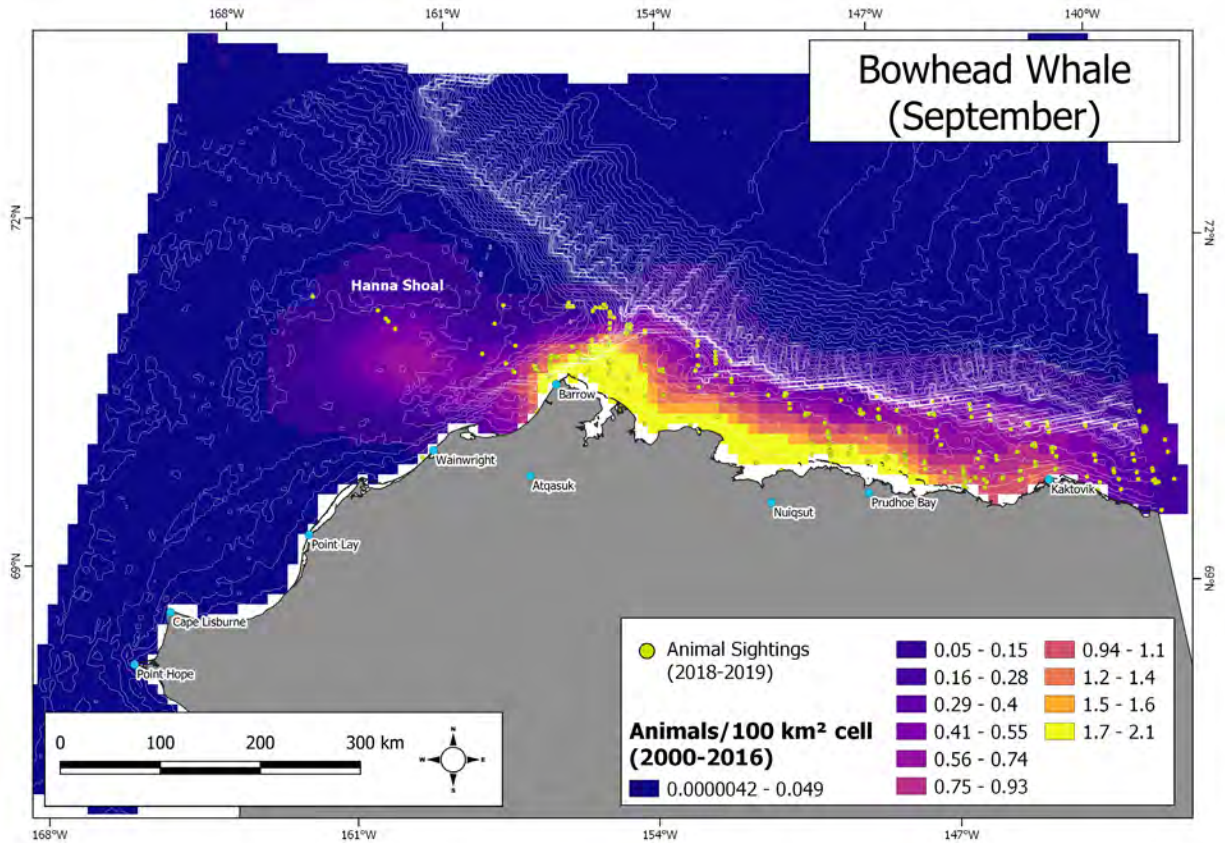 168°W 161°W 154°W 147°W 140°W
Bowhead Whale
(September)
72°N
72°N
Hanna Shoal
Barrow
Wainwright
Atqasuk
Kaktovik
Prudhoe Bay
Nuiqsut
Point Lay
69°N
69°N
Cape Lisburne
Point Hope
Animal Sightings
(2018-2019)
Animals/100 km² cell
(2000-2016)
0.0000042 - 0.049
0.05 - 0.15
0.16 - 0.28
0.29 - 0.4
0.41 - 0.55
0.56 - 0.74
0.75 - 0.93
0.94 - 1.1
1.2 - 1.4
1.5 - 1.6
1.7 - 2.1
0 100 200 300 km
N
W E
S
168°W 161°W 154°W 147°W